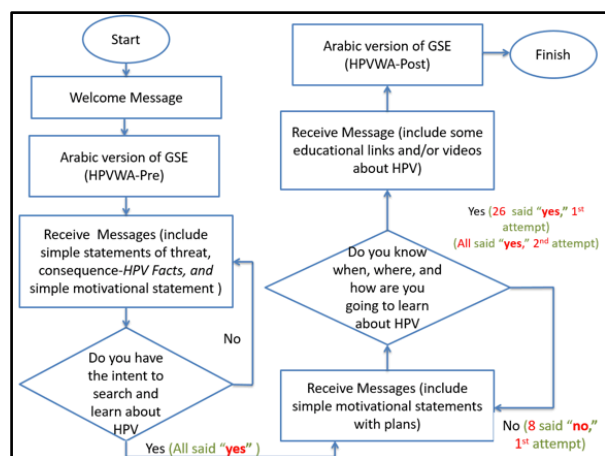 Start
Welcome Message
Arabic version of GSE
(HPVWA-Pre)
Receive Messages (include
simple statements of threat,
consequence-HPV Facts, and
simple motivational statement )
No
Do you have
the intent to
search and
learn about
HPV
Yes (All said “yes” )
Receive Messages (include
simple motivational statements
with plans)
No (8 said “no,”
1st attempt)
Do you know
when, where, and
how are you
going to learn
about HPV
Yes (26 said “yes,” 1st
attempt)
(All said “yes,” 2nd attempt)
Receive Message (include some
educational links and/or videos
about HPV)
Arabic version of GSE
(HPVWA-Post)
Finish